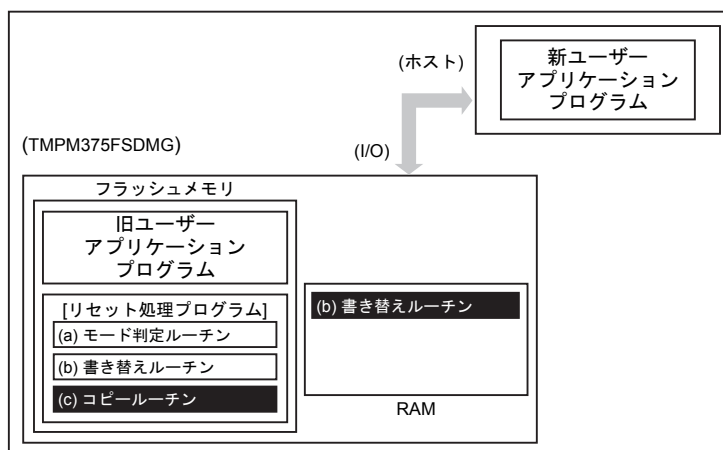 (ホスト)
新ユーザー
アプリケーション
プログラム
(TMPM375FSDMG)
(I/O)
フラッシュメモリ
旧ユーザー
アプリケーション
プログラム
[リセット処理プログラム]
(a) モード判定ルーチン
(b) 書き替えルーチン
(c) コピールーチン
(b) 書き替えルーチン
RAM